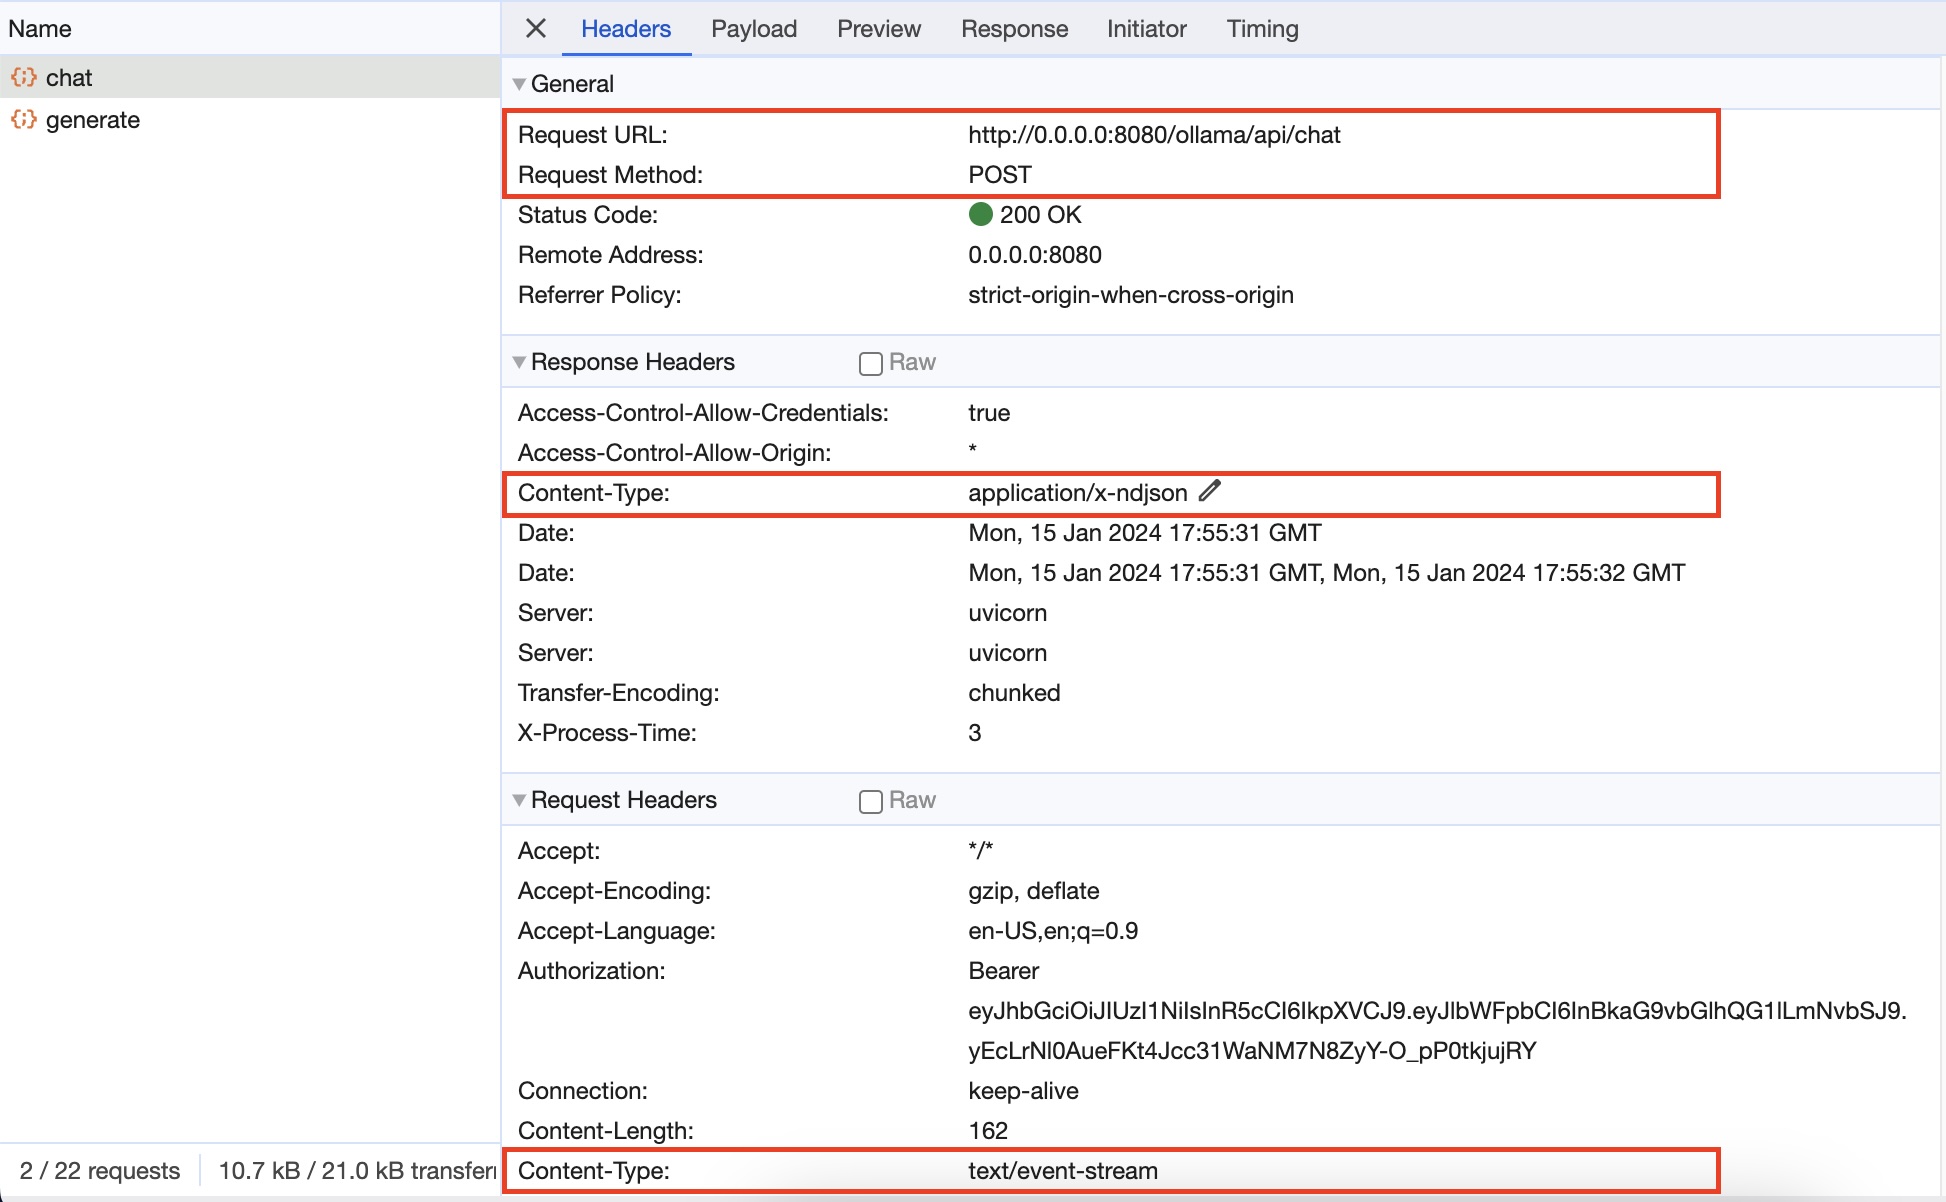 Name
chat
generate
2 / 22 requests
10.7 kB / 21.0 kB transfer
Headers
Payload
Preview
Response
Initiator
Timing
General
Request URL: http://0.0.0.0:8080/ollama/api/chat
Request Method: POST
Status Code: 200 OK
Remote Address: 0.0.0.0:8080
Referrer Policy: strict-origin-when-cross-origin
Response Headers Raw
Access-Control-Allow-Credentials: true
Access-Control-Allow-Origin: *
Content-Type: application/x-ndjson
Date: Mon, 15 Jan 2024 17:55:31 GMT
Date: Mon, 15 Jan 2024 17:55:31 GMT, Mon, 15 Jan 2024 17:55:32 GMT
Server: uvicorn
Server: uvicorn
Transfer-Encoding: chunked
X-Process-Time: 3
Request Headers Raw
Accept: */*
Accept-Encoding: gzip, deflate
Accept-Language: en-US,en;q=0.9
Authorization: Bearer
eyJhbGciOiJIUzI1NiIsInR5cCI6IkpXVCJ9.eyJlbWFpbCI6InBkaG9vbGlhQG1lLmNvbSJ9.
yEcLrNl0AueFKt4Jcc31WaNM7N8ZyY-O_pP0tkjujRY
Connection: keep-alive
Content-Length: 162
Content-Type: text/event-stream